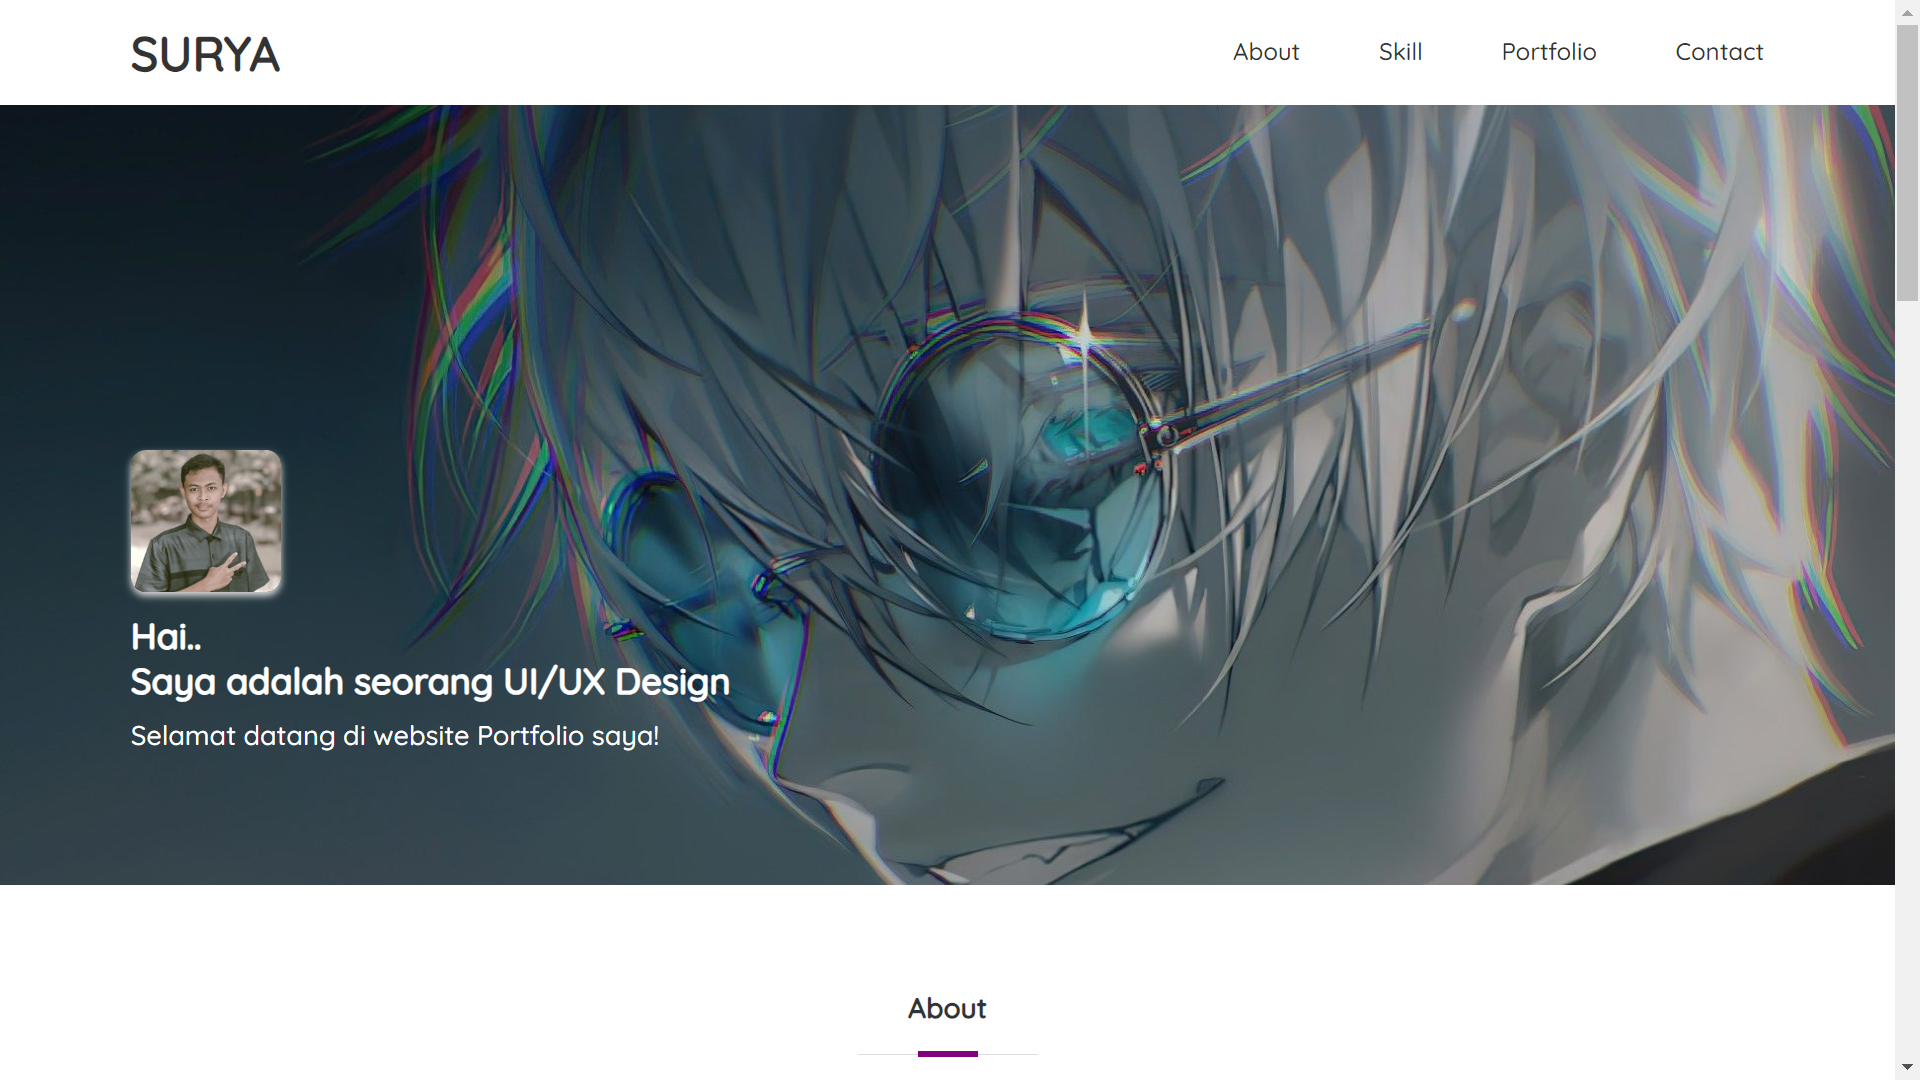 SURYA
About
Skill
Portfolio
Contact
Hai..
Saya adalah seorang UI/UX Design
Selamat datang di website Portfolio saya!
About